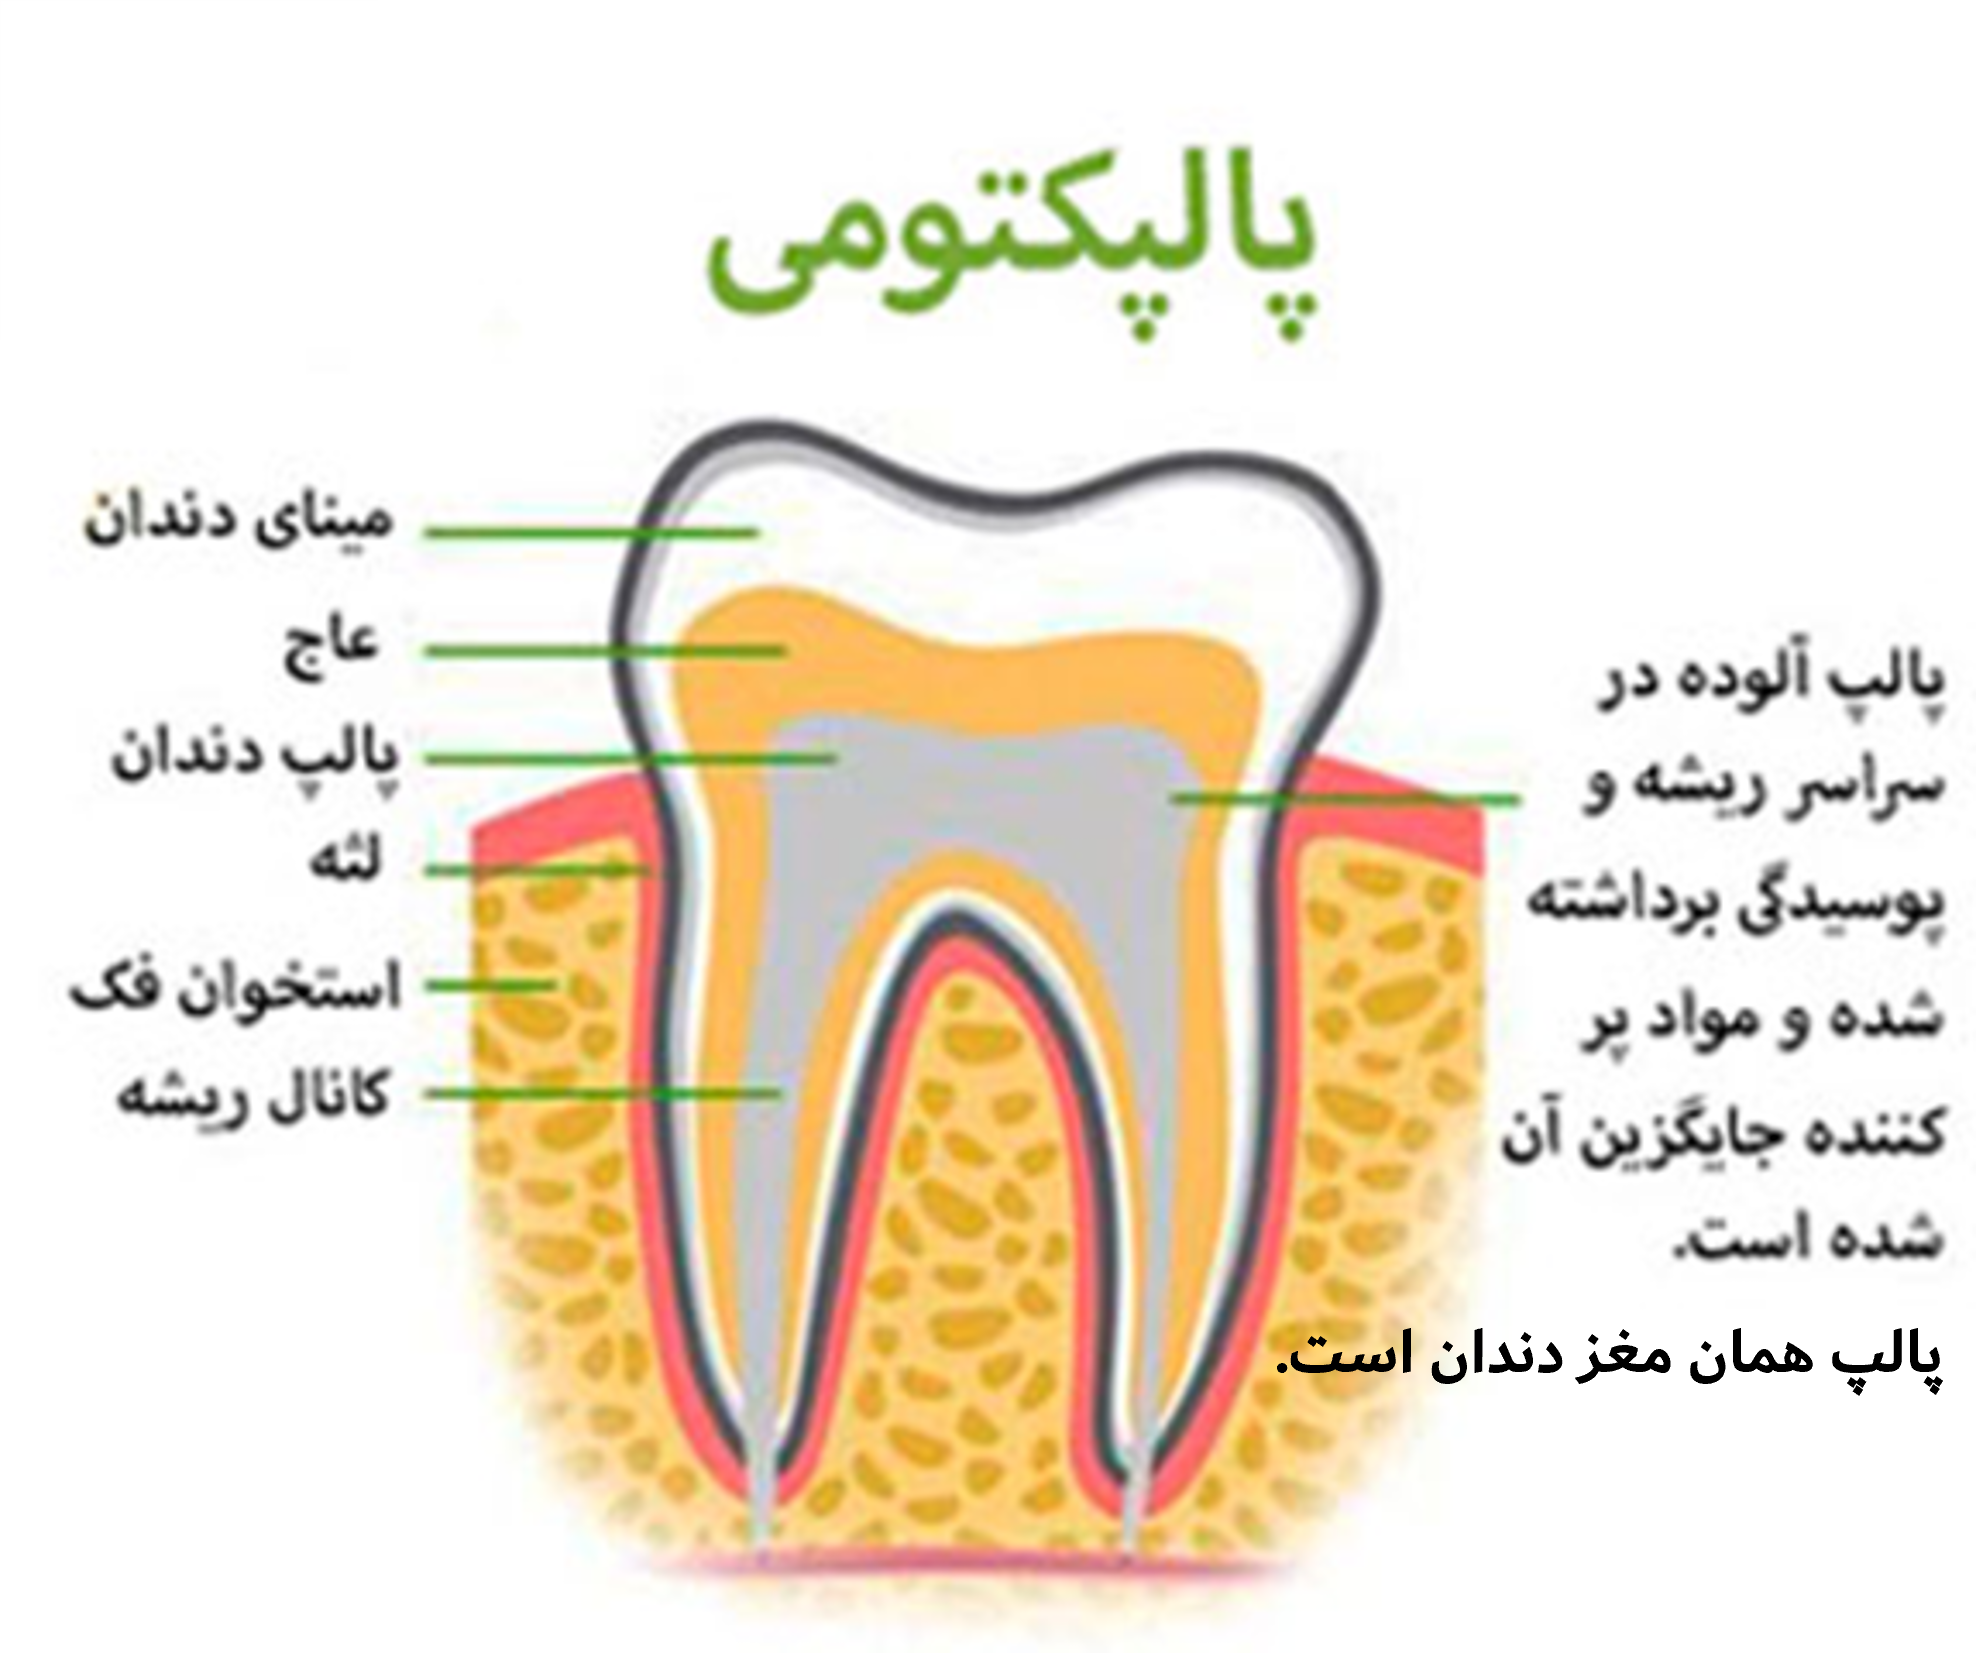 پالپکتومی
مینای دندان
عاج
پالپ دندان
لثه
استخوان فک
کانال ریشه
پالپ آلوده در
سراسر ریشه و
پوسیدگی برداشته
شده و مواد پر
کننده جایگزین آن
شده است.
پالپ همان مغز دندان است.